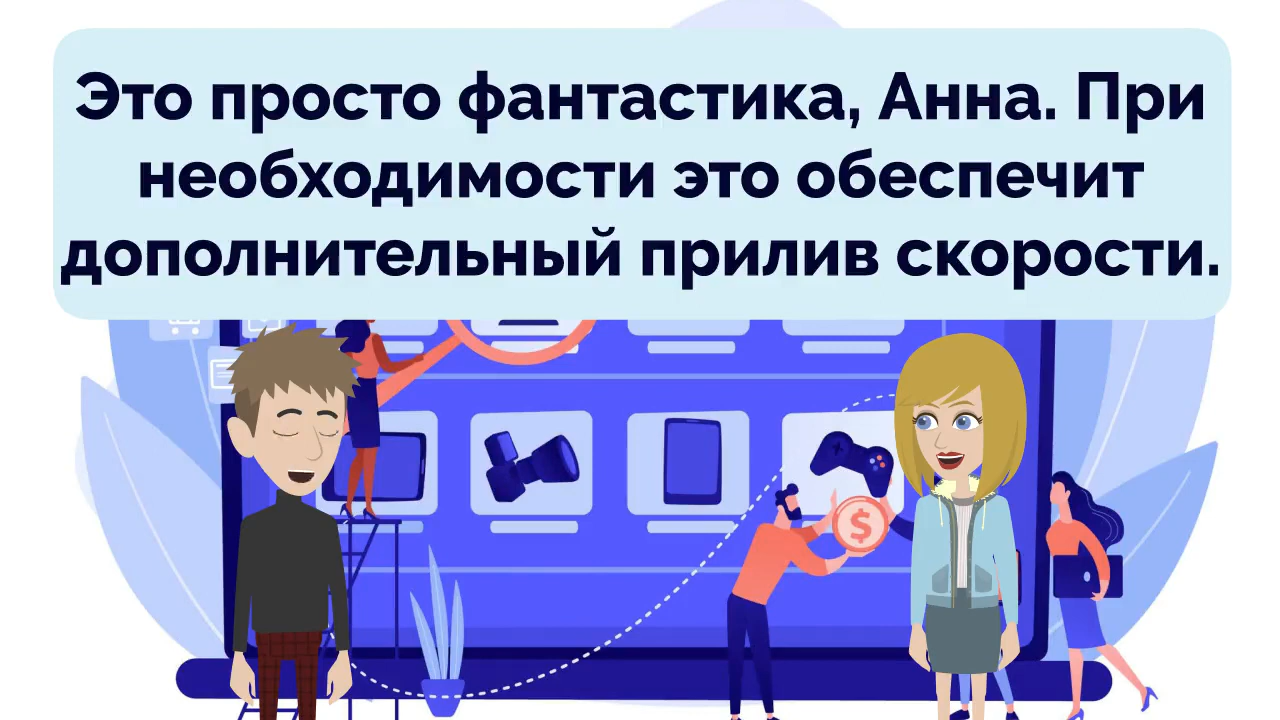 Это просто фантастика, Анна. При
необходимости это обеспечит
дополнительный прилив скорости.
$